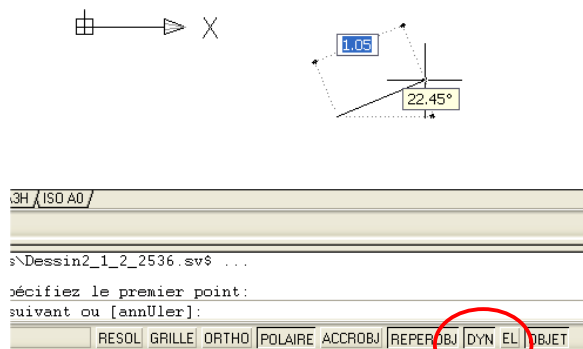 X
1.05
22.45°
A3H ISO A0
s\Dessin2_1_2_2536.sv$ ...
pécifiez le premier point:
suivant ou [annUler]:
RESOL GRILLE ORTHO POLAIRE ACCROBJ REPEROBJ DYN EL OBJET